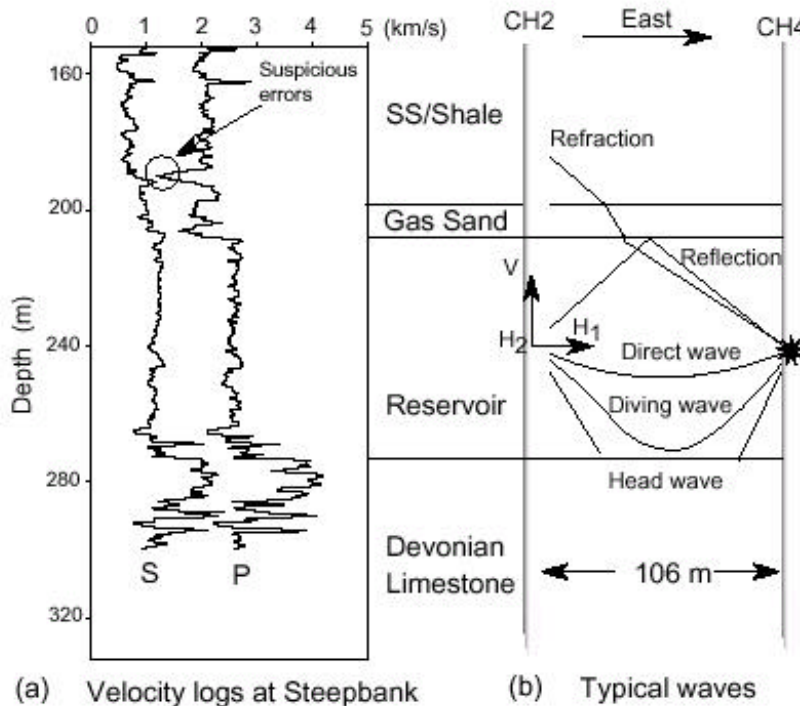 0 1 2 3 4 5 (km/s)
160
200
240
280
320
Depth (m)
Suspicious
errors
S P
(a) Velocity logs at Steepbank
CH2 East CH4
SS/Shale
Refraction
Gas Sand
Reflection
V
H2 H1
Direct wave
Reservoir
Diving wave
Head wave
Devonian
Limestone
106 m
(b) Typical waves